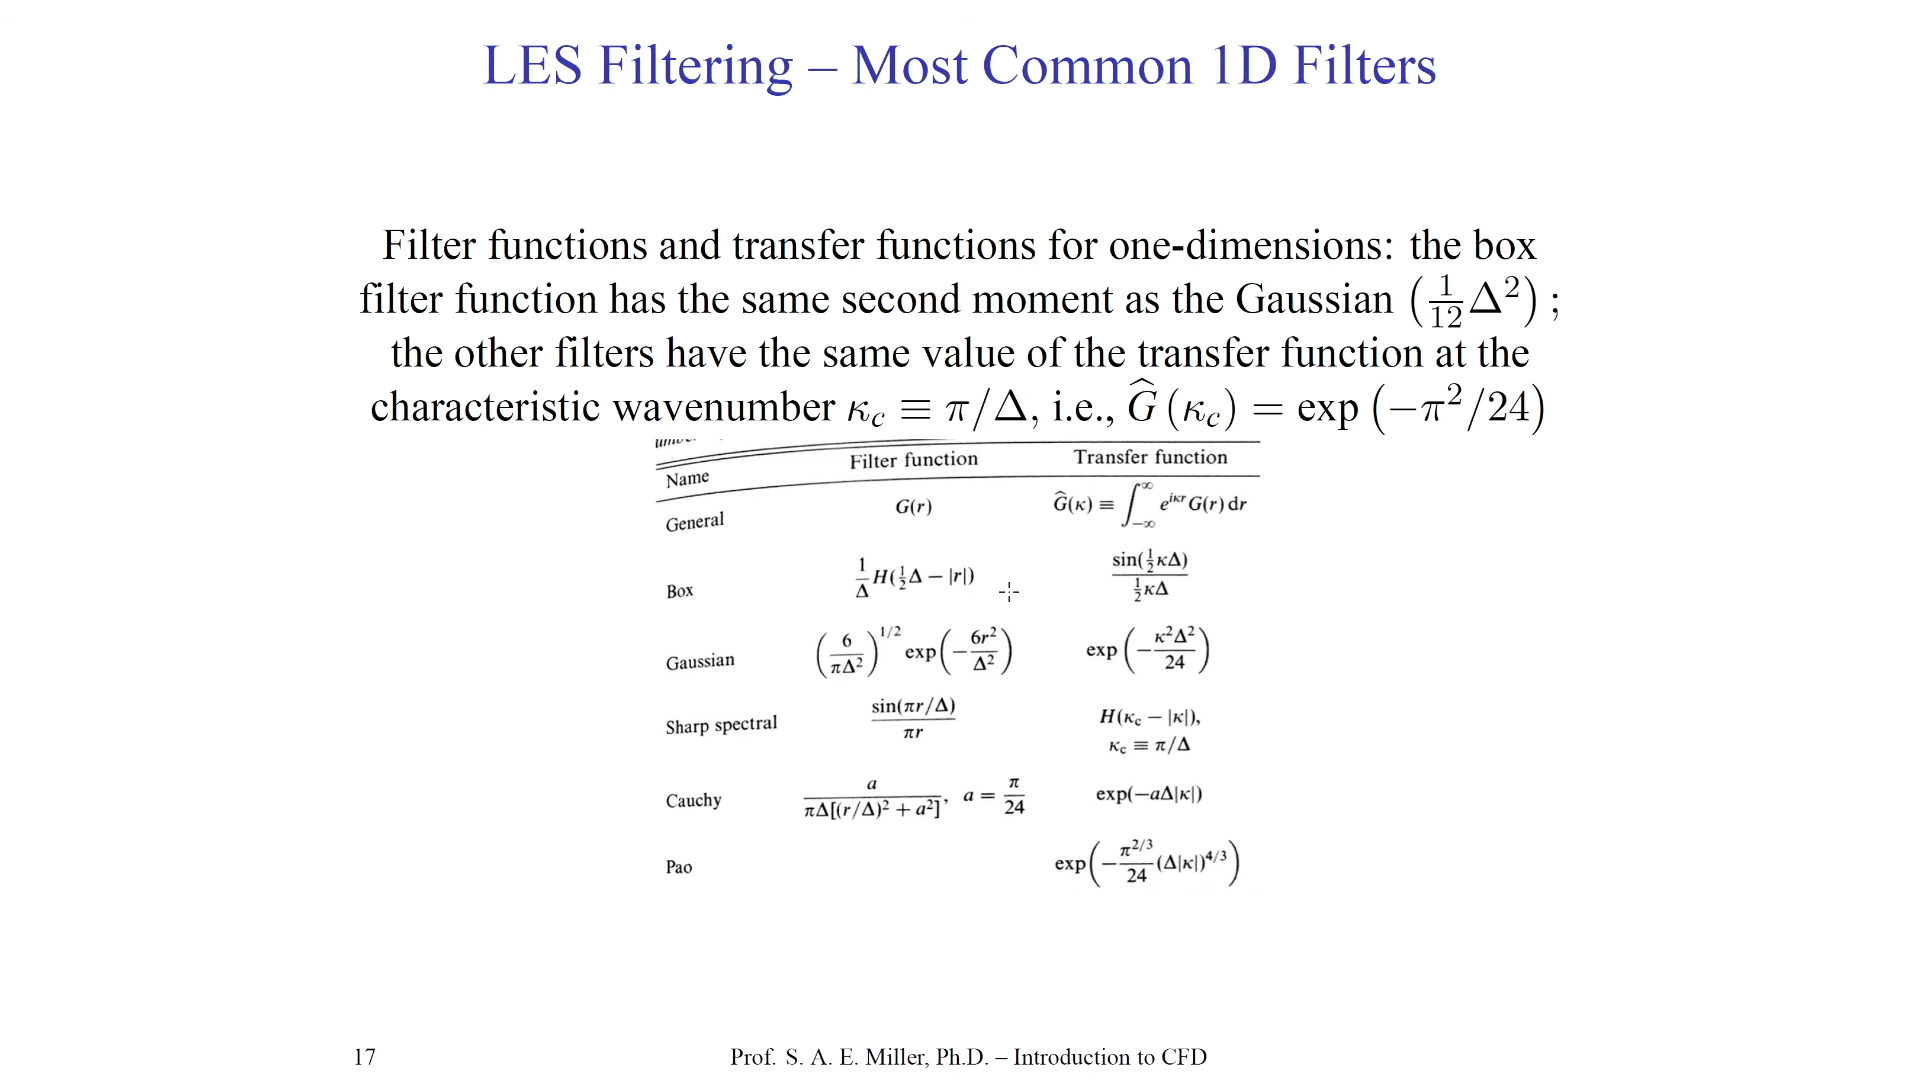 LES Filtering – Most Common 1D Filters
Filter functions and transfer functions for one-dimensions: the box
filter function has the same second moment as the Gaussian (1/12 Δ²) ;
the other filters have the same value of the transfer function at the
characteristic wavenumber κ_c ≡ π/Δ, i.e., Ĝ (κ_c) = exp (−π²/24)
Name Filter function Transfer function
General G(r) Ĝ(κ) ≡ ∫_{−∞}^{∞} e^{iκr} G(r) dr
Box 1/Δ H(½Δ − |r|) sin(½κΔ) / ½κΔ
Gaussian (6/πΔ²)^{1/2} exp(−6r²/Δ²) exp(−κ²Δ²/24)
Sharp spectral sin(πr/Δ) / πr H(κ_c − |κ|),
κ_c ≡ π/Δ
Cauchy a / πΔ[(r/Δ)² + a²], a = π/24 exp(−aΔ|κ|)
Pao exp(−π^{2/3}/24 (Δ|κ|)^{4/3})
17 Prof. S. A. E. Miller, Ph.D. – Introduction to CFD